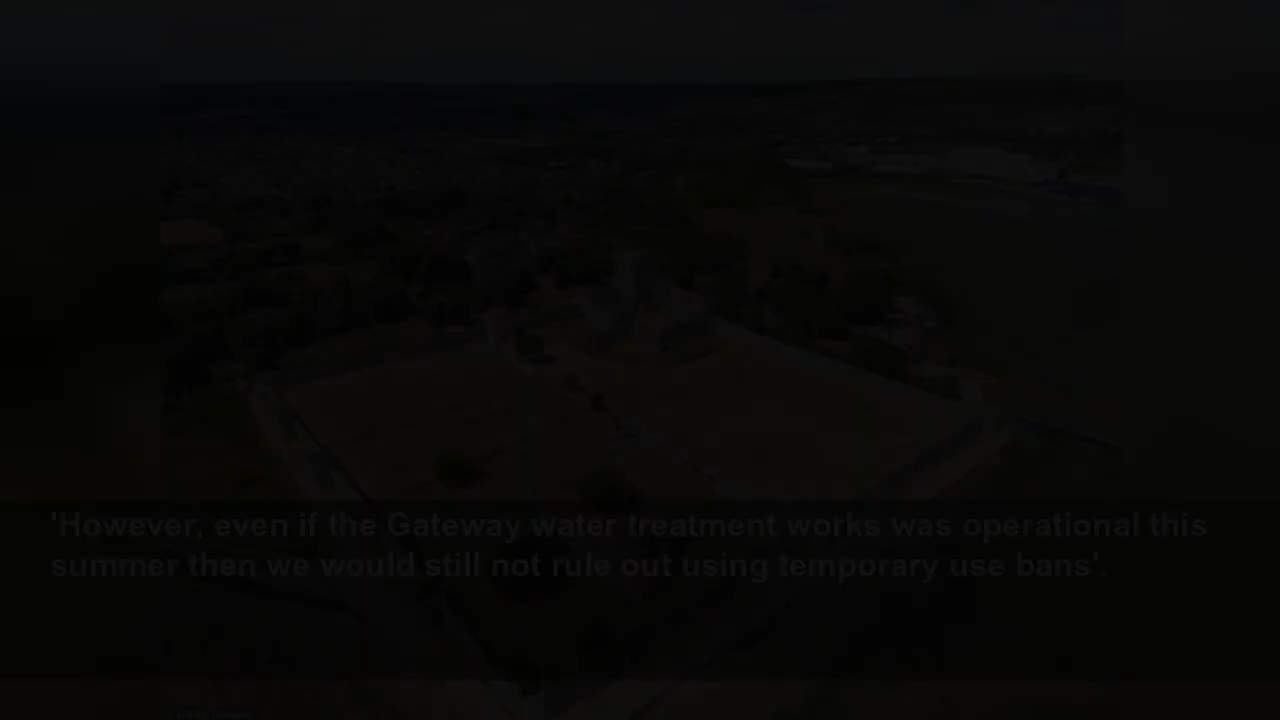 'However, even if the Gateway water treatment works was operational this
summer then we would still not rule out using temporary use bans'.